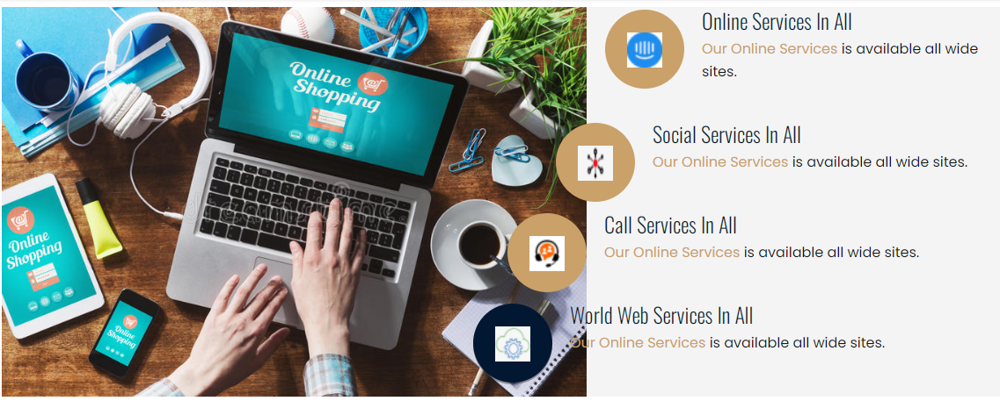 Online Services In All
Our Online Services is available all wide
sites.
Social Services In All
Our Online Services is available all wide sites.
Call Services In All
Our Online Services is available all wide sites.
World Web Services In All
Our Online Services is available all wide sites.
Online
Shopping
Online
Shopping
Online
Shopping